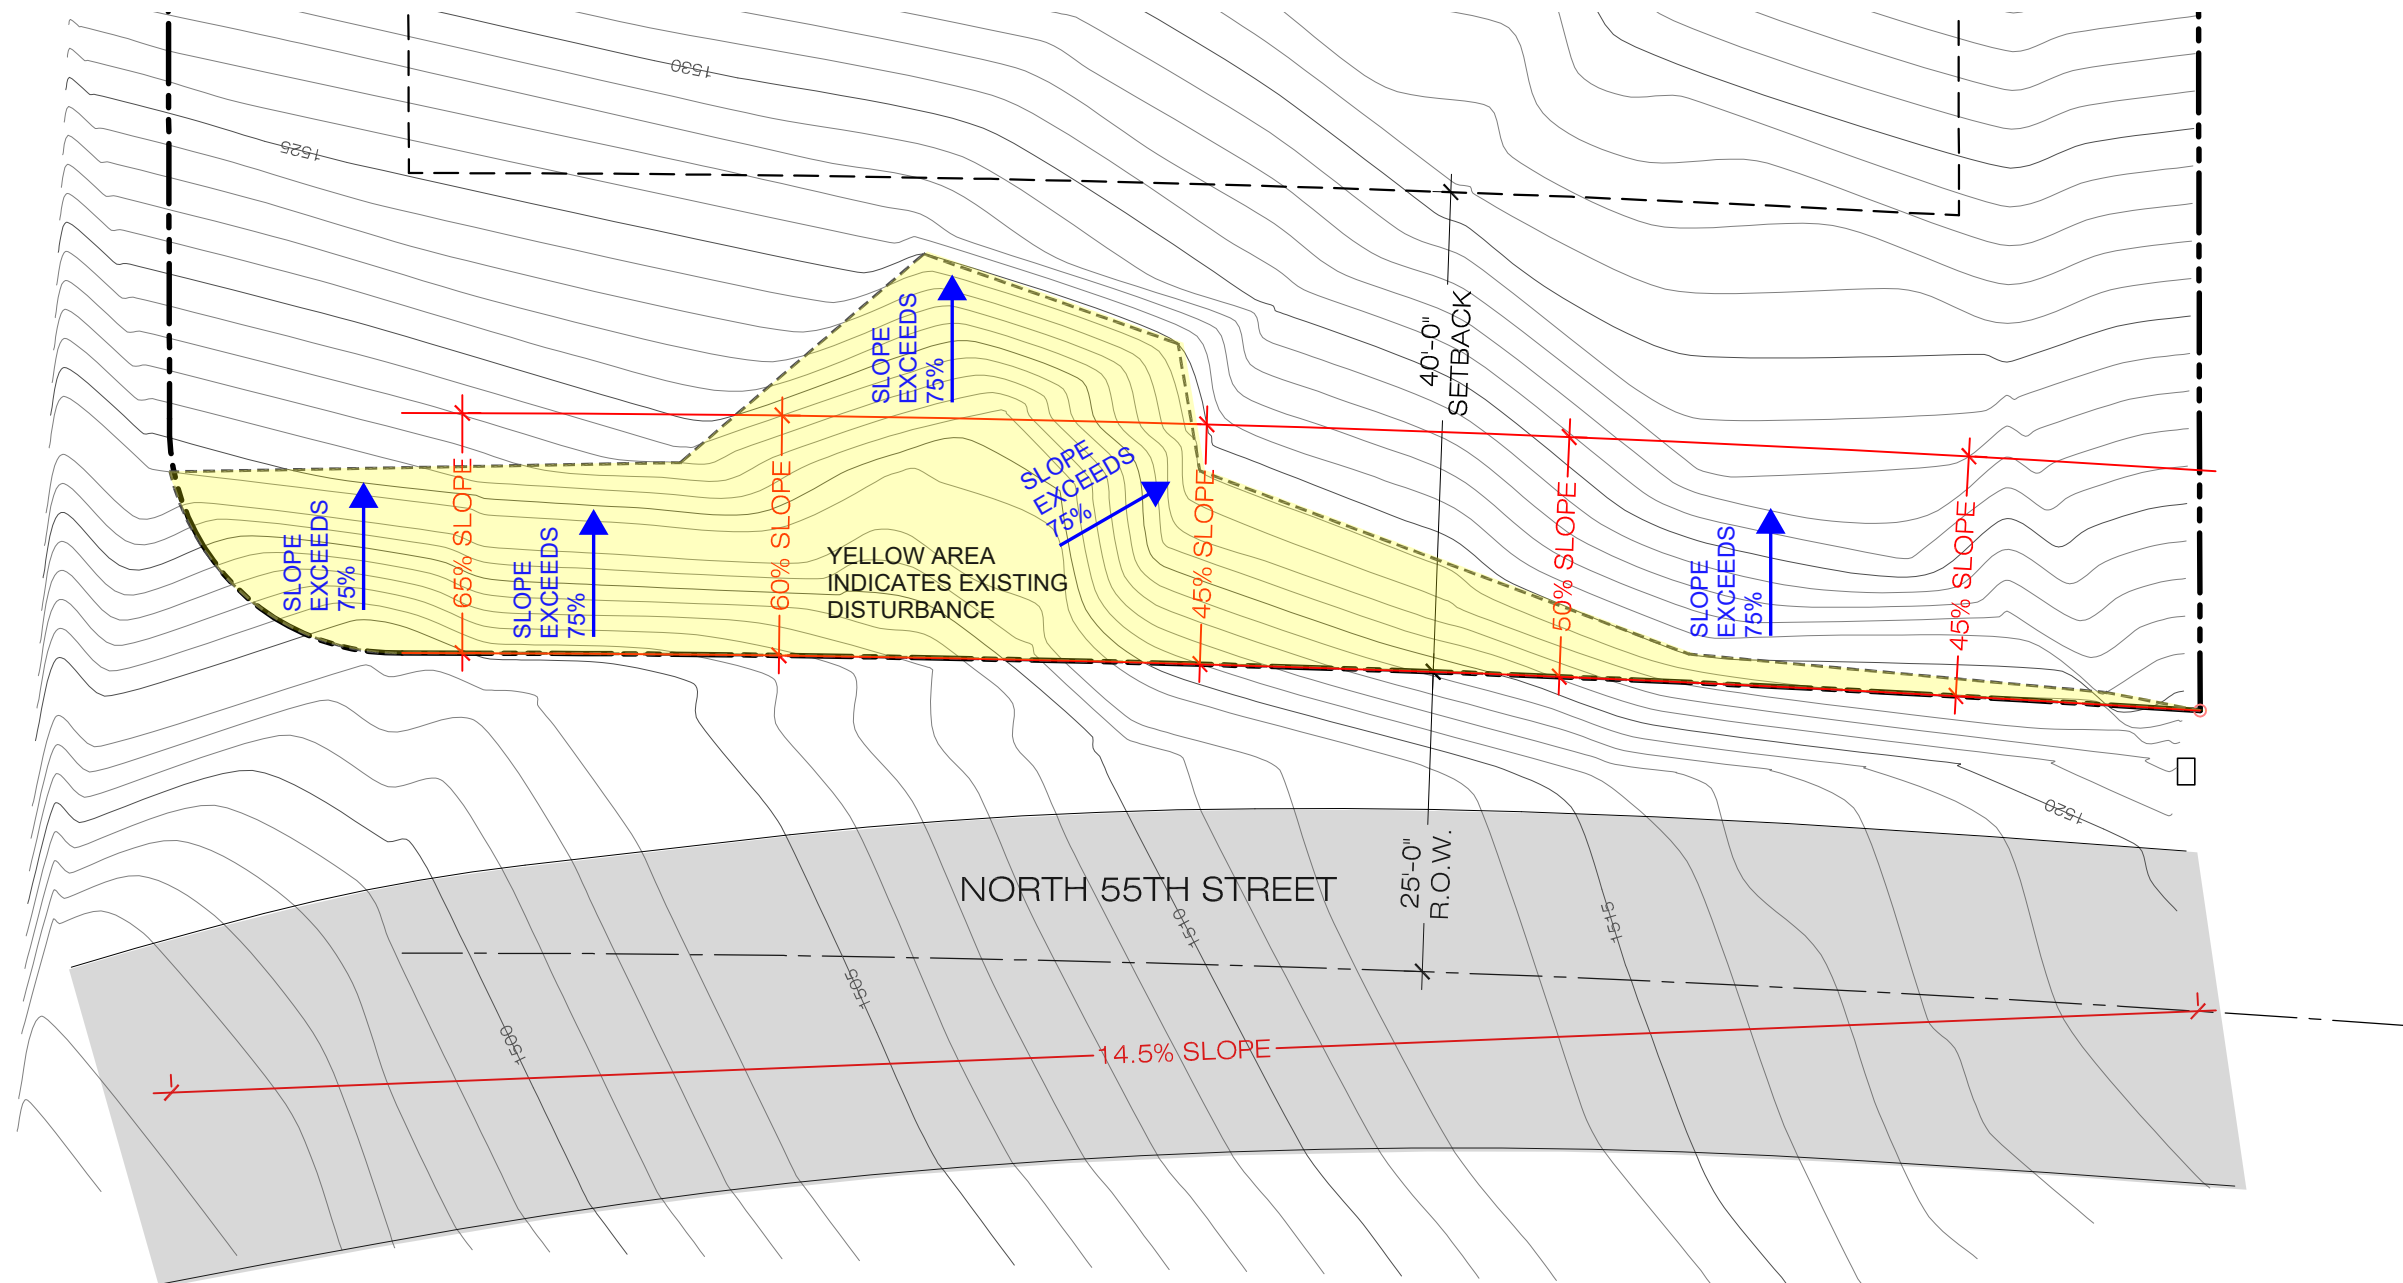 1530
1525
SLOPE
EXCEEDS
75%
40'-0"
SETBACK
SLOPE
EXCEEDS
75%
SLOPE
EXCEEDS
75%
65% SLOPE
SLOPE
EXCEEDS
75%
60% SLOPE
YELLOW AREA
INDICATES EXISTING
DISTURBANCE
45% SLOPE
50% SLOPE
SLOPE
EXCEEDS
75%
45% SLOPE
1520
NORTH 55TH STREET
25'-0"
R.O.W.
1510
1515
1505
1500
14.5% SLOPE